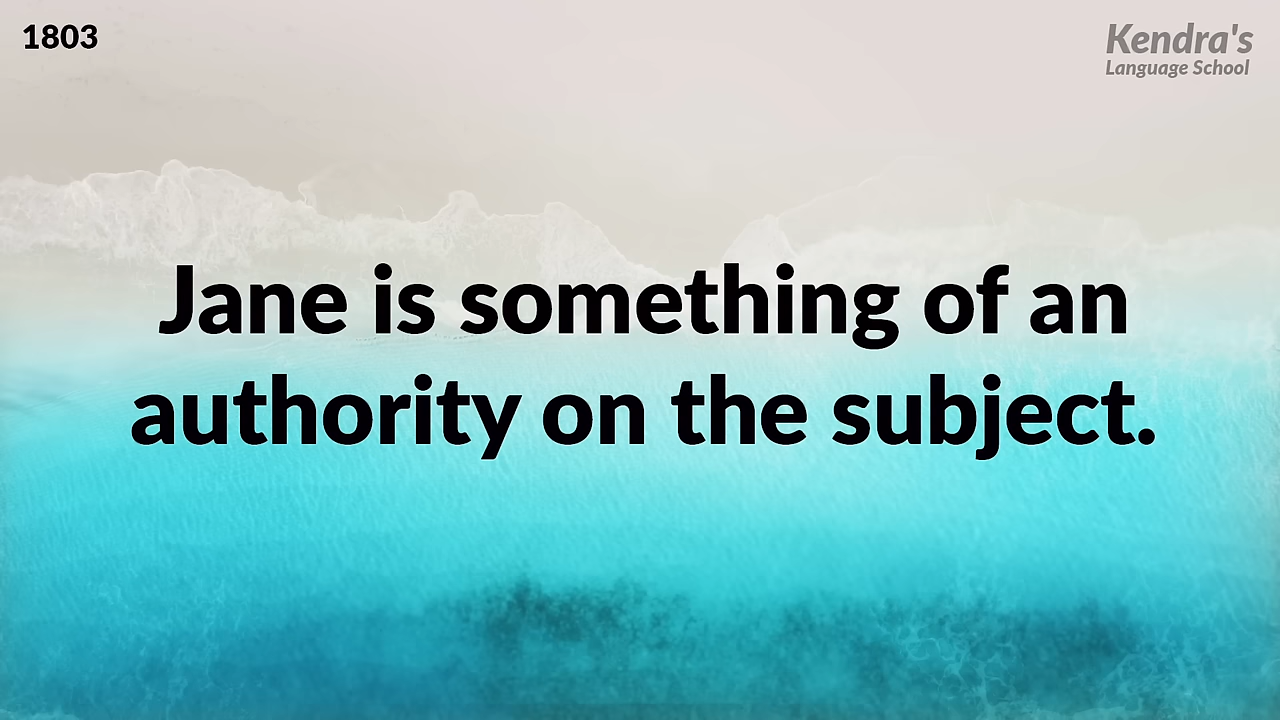 1803
Kendra's
Language School
Jane is something of an
authority on the subject.